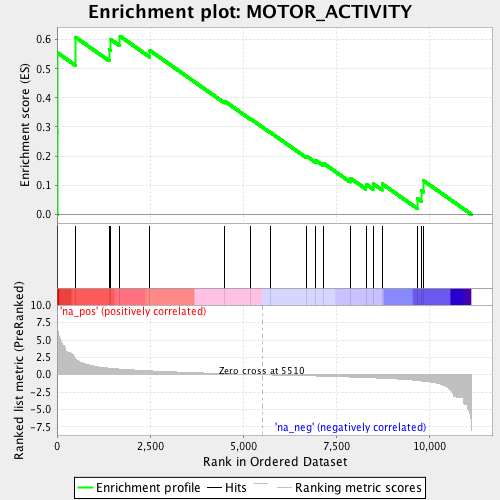 Enrichment plot: MOTOR_ACTIVITY
Enrichment score (ES)
0.6
0.5
0.4
0.3
0.2
0.1
0.0
'na_pos' (positively correlated)
Ranked list metric (PreRanked)
10.0
7.5
5.0
2.5
0.0
-2.5
-5.0
-7.5
Zero cross at 5510
'na_neg' (negatively correlated)
0
2,500
5,000
7,500
10,000
Rank in Ordered Dataset
Enrichment profile
Hits
Ranking metric scores